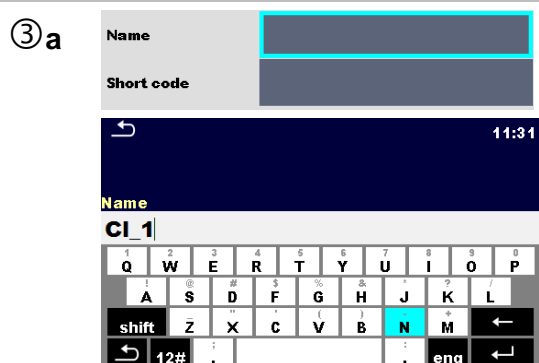 ③a
Name
Short code
11:31
Name
CI_1
1 2 3 4 5 6 7 8 9 0
Q W E R T Y U I O P
! @ # $ % & * ? /
A S D F G H J K L
- " ' ( ) - +
shift Z X C V B N M ←
; :
12# , . eng